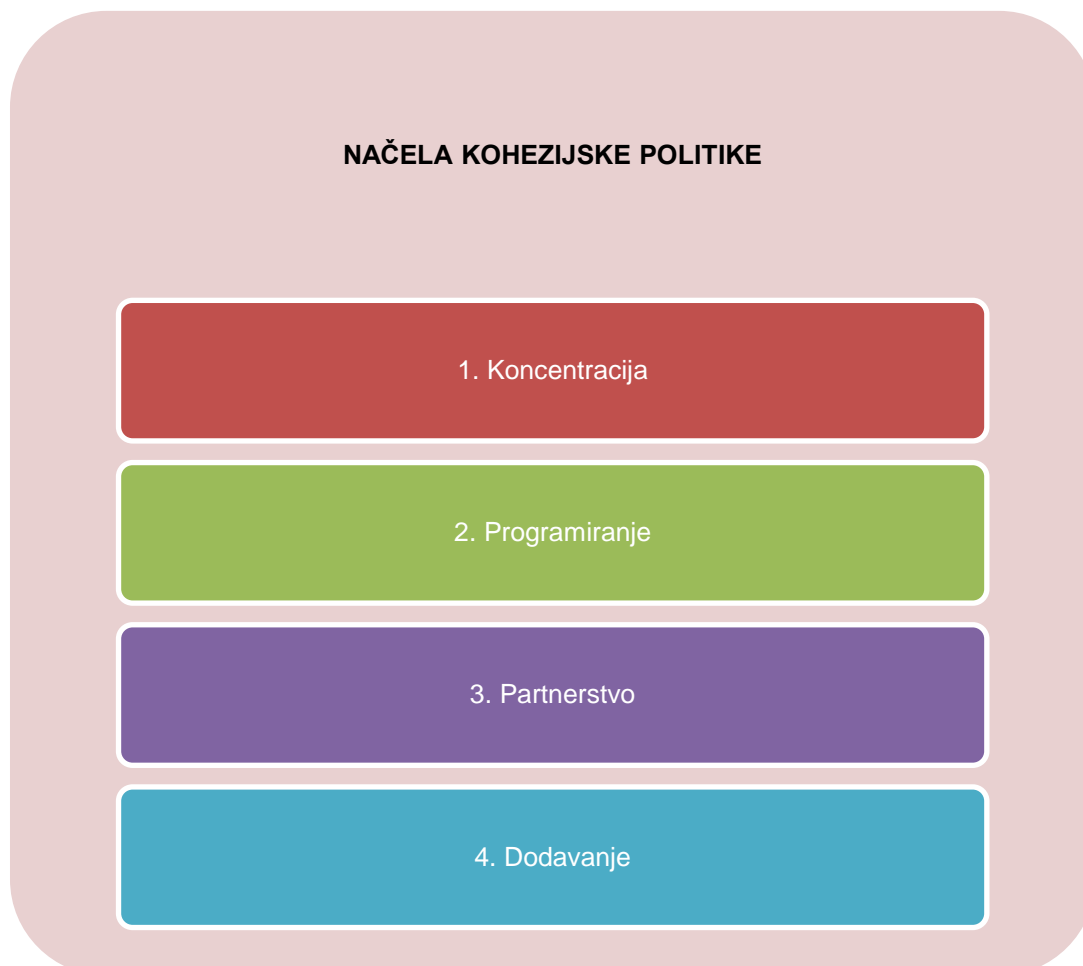 NAČELA KOHEZIJSKE POLITIKE
1. Koncentracija
2. Programiranje
3. Partnerstvo
4. Dodavanje